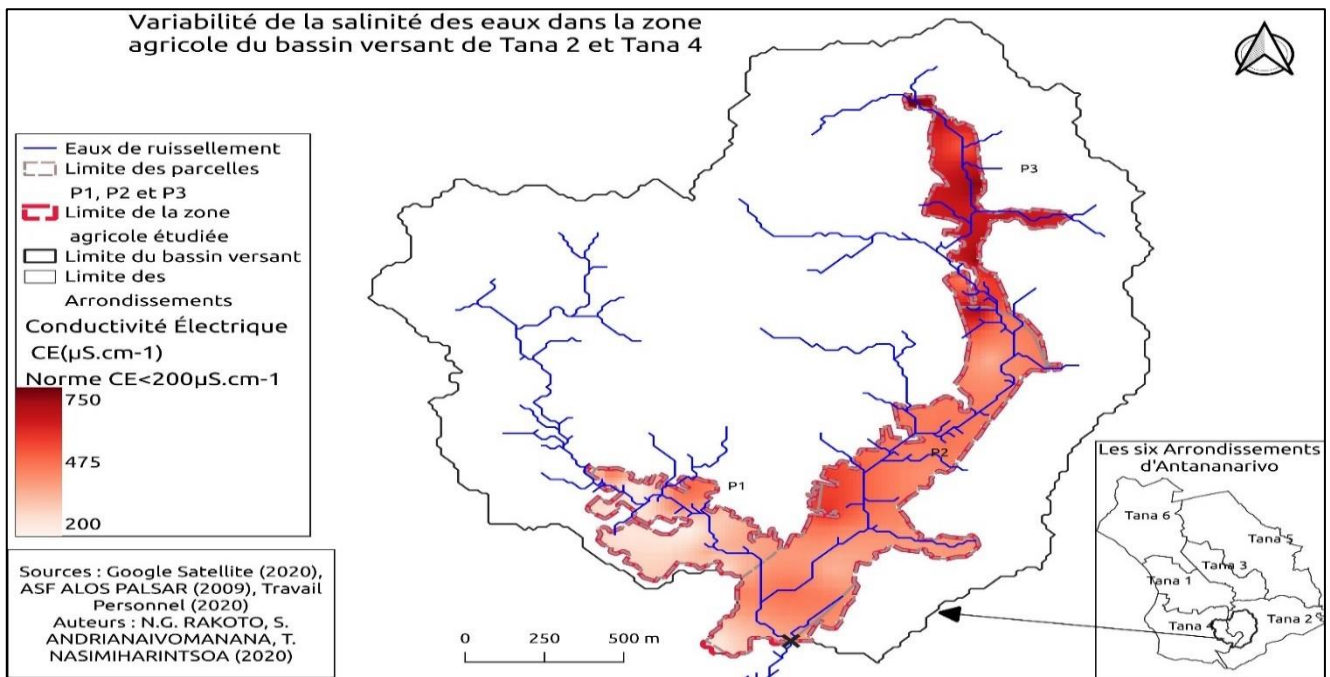 Variabilité de la salinité des eaux dans la zone
agricole du bassin versant de Tana 2 et Tana 4
Eaux de ruissellement
Limite des parcelles
P1, P2 et P3
Limite de la zone
agricole étudiée
Limite du bassin versant
Limite des
Arrondissements
Conductivité Électrique
CE(µS.cm-1)
Norme CE<200µS.cm-1
750
475
200
Sources : Google Satellite (2020),
ASF ALOS PALSAR (2009), Travail
Personnel (2020)
Auteurs : N.G. RAKOTO, S.
ANDRIANAIVOMANANA, T.
NASIMIHARINTSOA (2020)
P3
P2
P1
0 250 500 m
Les six Arrondissements
d'Antananarivo
Tana 6
Tana 5
Tana 3
Tana 1
Tana 4
Tana 2